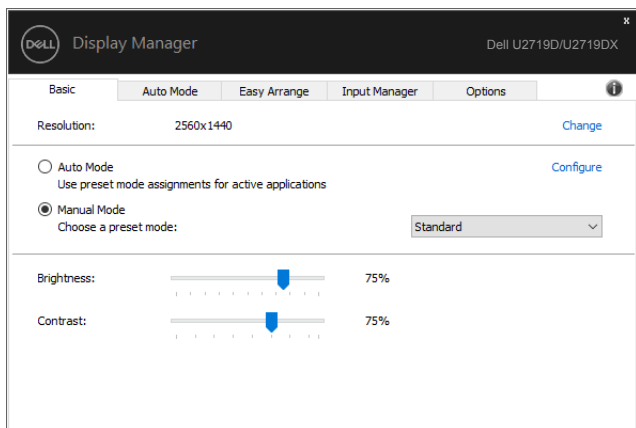 DELL Display Manager Dell U2719D/U2719DX x
Basic Auto Mode Easy Arrange Input Manager Options i
Resolution: 2560x1440 Change
Auto Mode Configure
Use preset mode assignments for active applications
Manual Mode
Choose a preset mode: Standard
Brightness: 75%
Contrast: 75%